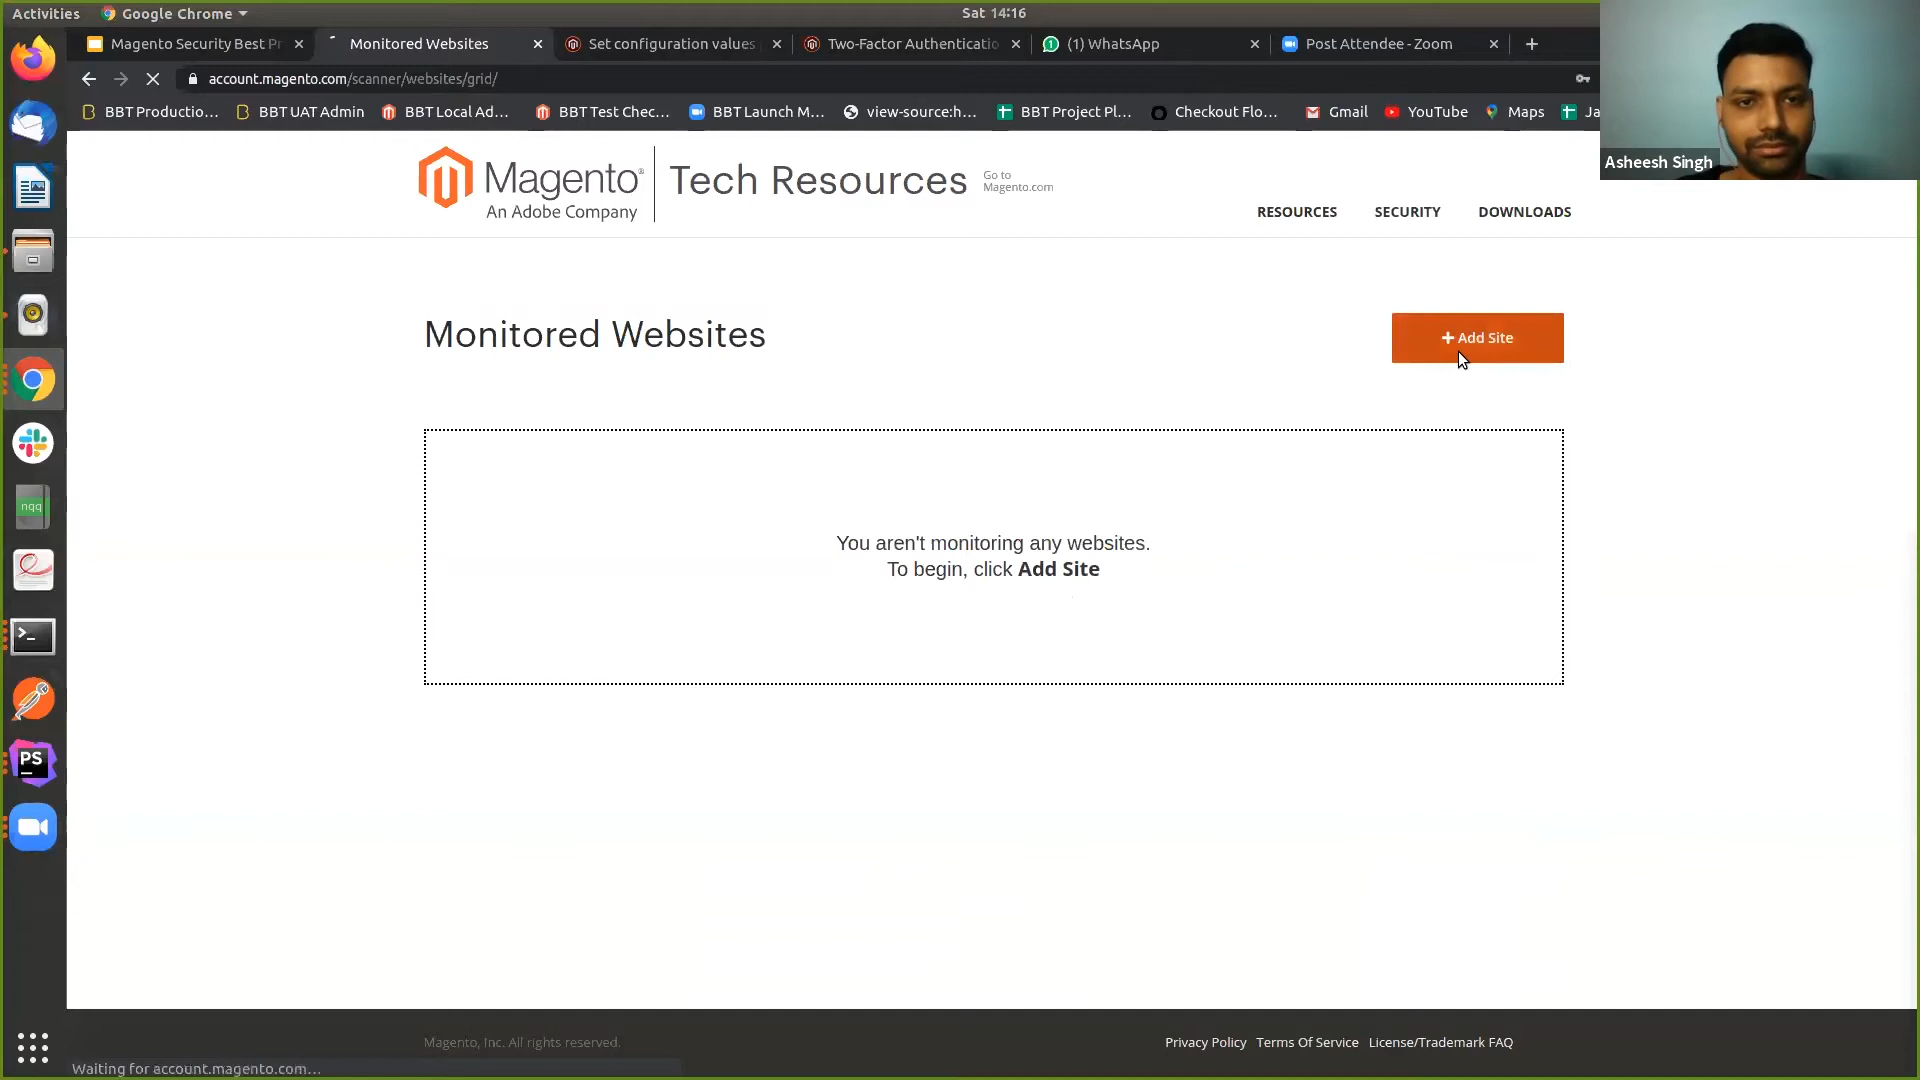 Activities
Google Chrome
Sat 14:16
Magento Security Best Pr
Monitored Websites
Set configuration values
Two-Factor Authenticatio
(1) WhatsApp
Post Attendee - Zoom
account.magento.com/scanner/websites/grid/
BBT Productio...
BBT UAT Admin
BBT Local Ad...
BBT Test Chec...
BBT Launch M...
view-source:h...
BBT Project Pl...
Checkout Flo...
Gmail
YouTube
Maps
Ja
Asheesh Singh
Magento®
An Adobe Company
Tech Resources
Go to
Magento.com
RESOURCES
SECURITY
DOWNLOADS
Monitored Websites
+ Add Site
You aren't monitoring any websites.
To begin, click Add Site
nqq
>_
PS
Magento, Inc. All rights reserved.
Privacy Policy
Terms Of Service
License/Trademark FAQ
Waiting for account.magento.com...